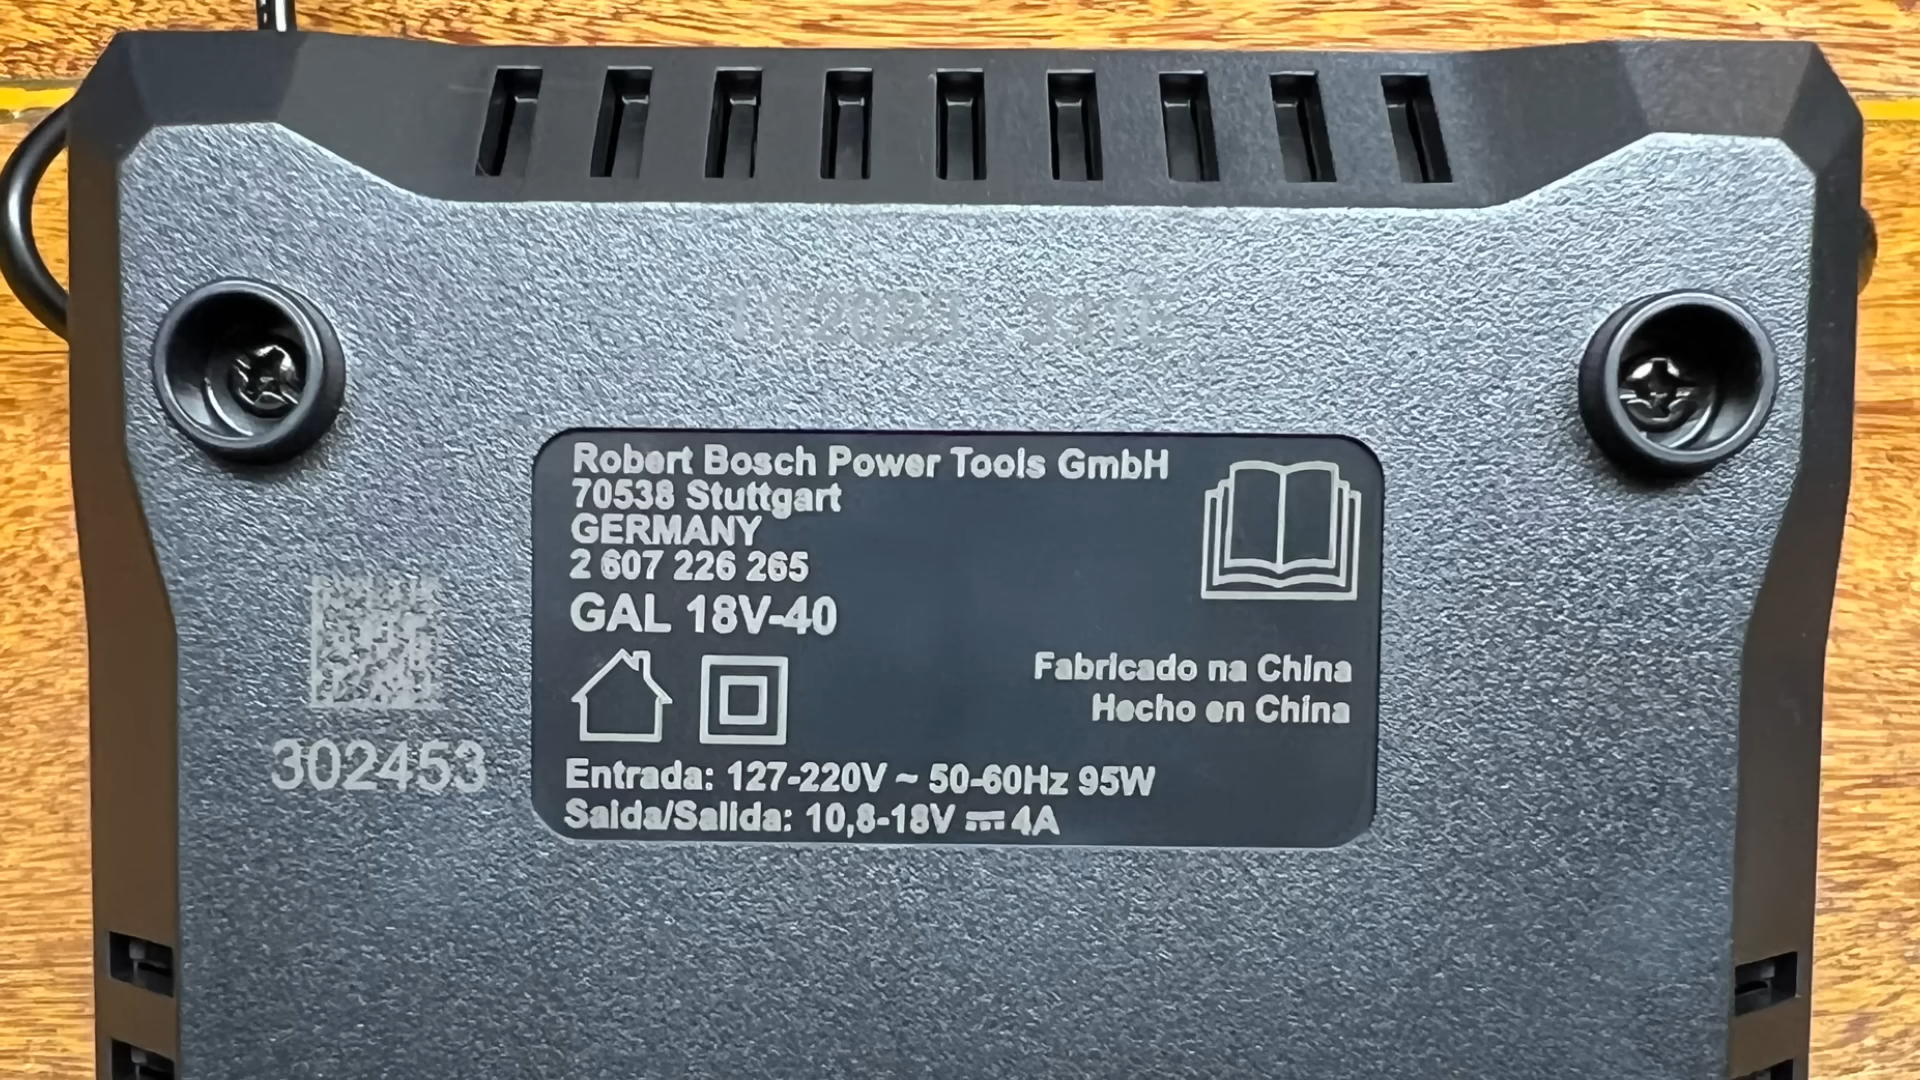 Robert Bosch Power Tools GmbH
70538 Stuttgart
GERMANY
2 607 226 265
GAL 18V-40
Fabricado na China
Hecho en China
302453
Entrada: 127-220V ~ 50-60Hz 95W
Saída/Salida: 10,8-18V ⎓ 4A